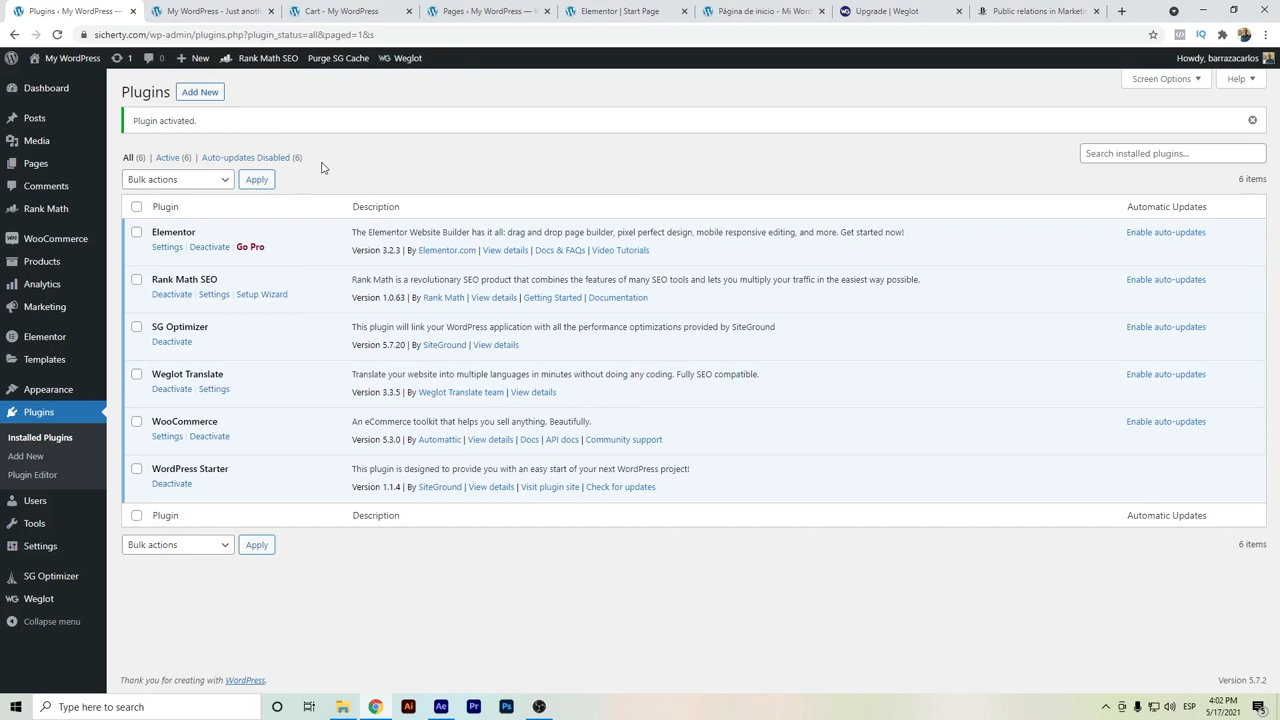 Plugins ‹ My WordPress —
My WordPress - Just anoth
Cart - My WordPress
Pages ‹ My WordPress — W
Elementor | Start Page
Página de inicio - Mi Word
Upgrade | Weglot
Public relations in Marketin
sicherty.com/wp-admin/plugins.php?plugin_status=all&paged=1&s
My WordPress
1
0
New
Rank Math SEO
Purge SG Cache
Weglot
Howdy, barrazacarlos
Dashboard
Posts
Media
Pages
Comments
Rank Math
WooCommerce
Products
Analytics
Marketing
Elementor
Templates
Appearance
Plugins
Installed Plugins
Add New
Plugin Editor
Users
Tools
Settings
SG Optimizer
Weglot
Collapse menu
Plugins
Add New
Screen Options
Help
Plugin activated.
All (6) | Active (6) | Auto-updates Disabled (6)
Search installed plugins...
Bulk actions
Apply
6 items
Plugin
Description
Automatic Updates
Elementor
Settings | Deactivate | Go Pro
The Elementor Website Builder has it all: drag and drop page builder, pixel perfect design, mobile responsive editing, and more. Get started now!
Version 3.2.3 | By Elementor.com | View details | Docs & FAQs | Video Tutorials
Enable auto-updates
Rank Math SEO
Deactivate | Settings | Setup Wizard
Rank Math is a revolutionary SEO product that combines the features of many SEO tools and lets you multiply your traffic in the easiest way possible.
Version 1.0.63 | By Rank Math | View details | Getting Started | Documentation
Enable auto-updates
SG Optimizer
Deactivate
This plugin will link your WordPress application with all the performance optimizations provided by SiteGround
Version 5.7.20 | By SiteGround | View details
Enable auto-updates
Weglot Translate
Deactivate | Settings
Translate your website into multiple languages in minutes without doing any coding. Fully SEO compatible.
Version 3.3.5 | By Weglot Translate team | View details
Enable auto-updates
WooCommerce
Settings | Deactivate
An eCommerce toolkit that helps you sell anything. Beautifully.
Version 5.3.0 | By Automattic | View details | Docs | API docs | Community support
Enable auto-updates
WordPress Starter
Deactivate
This plugin is designed to provide you with an easy start of your next WordPress project!
Version 1.1.4 | By SiteGround | View details | Visit plugin site | Check for updates
Plugin
Description
Automatic Updates
Bulk actions
Apply
6 items
Thank you for creating with WordPress.
Version 5.7.2
Type here to search
Ai
Ae
Pr
Ps
ESP
4:02 PM
5/17/2021
5